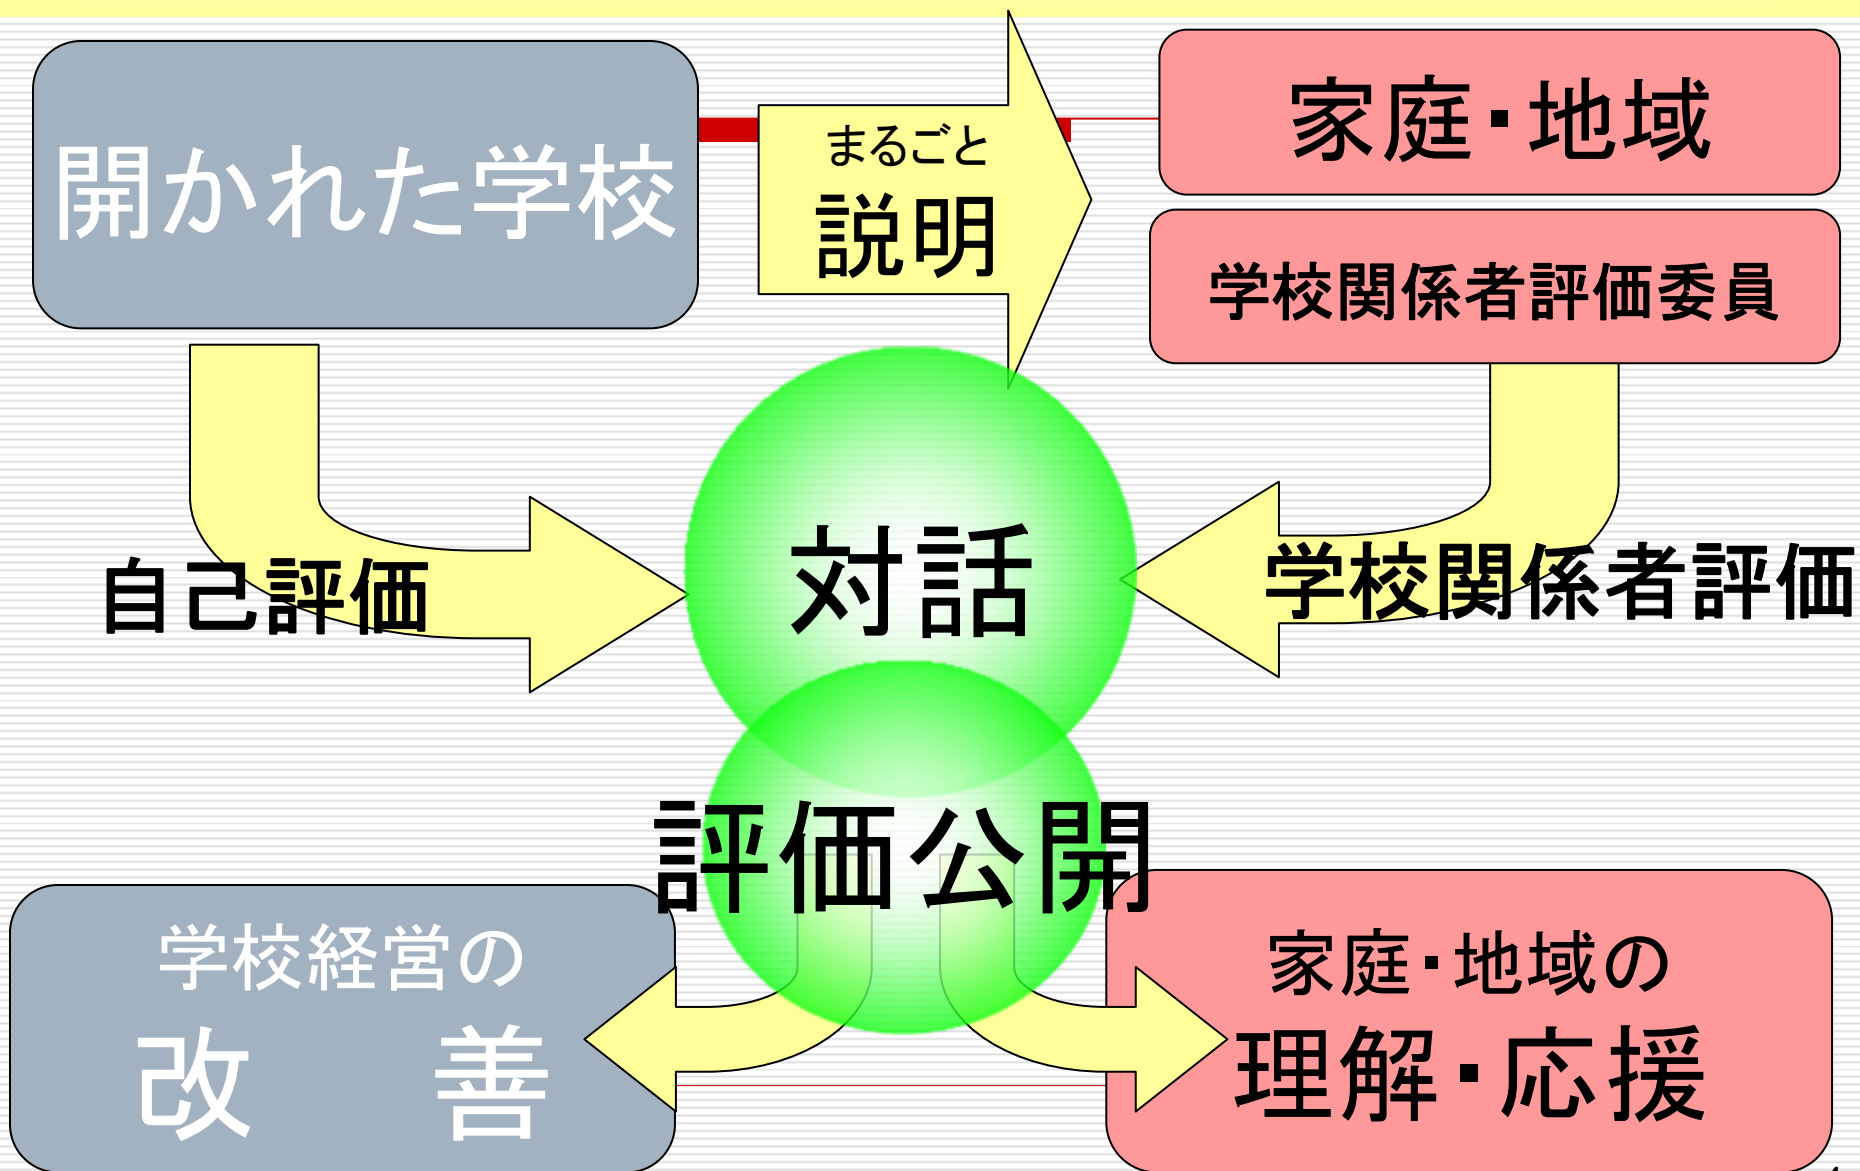 開かれた学校
まるごと
説明
家庭・地域
学校関係者評価委員
自己評価
対話
学校関係者評価
評価公開
学校経営の
改　善
家庭・地域の
理解・応援